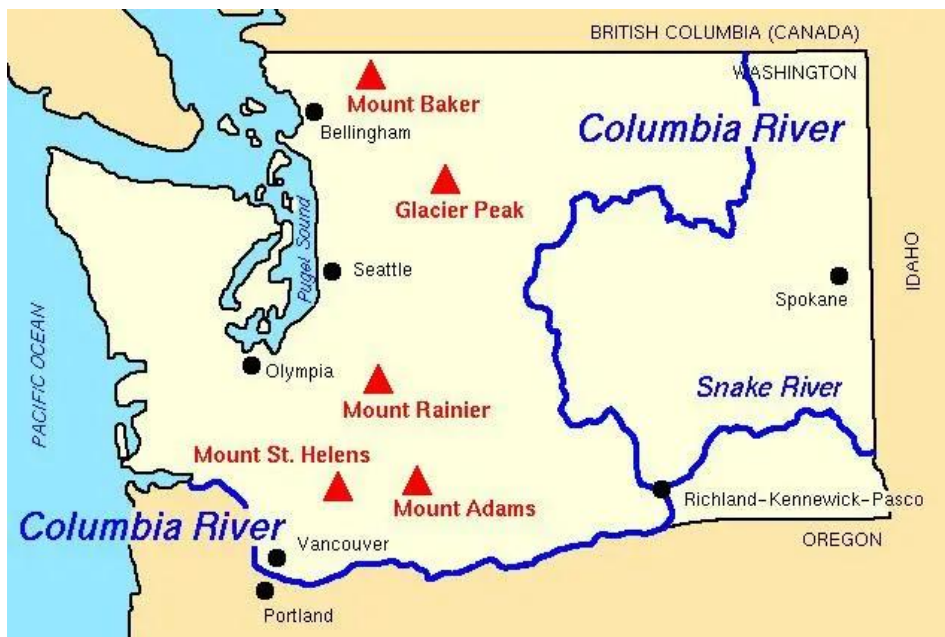 BRITISH COLUMBIA (CANADA)
WASHINGTON
Mount Baker
Bellingham
Columbia River
Glacier Peak
Puget Sound
Seattle
IDAHO
Spokane
PACIFIC OCEAN
Olympia
Snake River
Mount Rainier
Mount St. Helens
Mount Adams
Richland-Kennewick-Pasco
Columbia River
OREGON
Vancouver
Portland